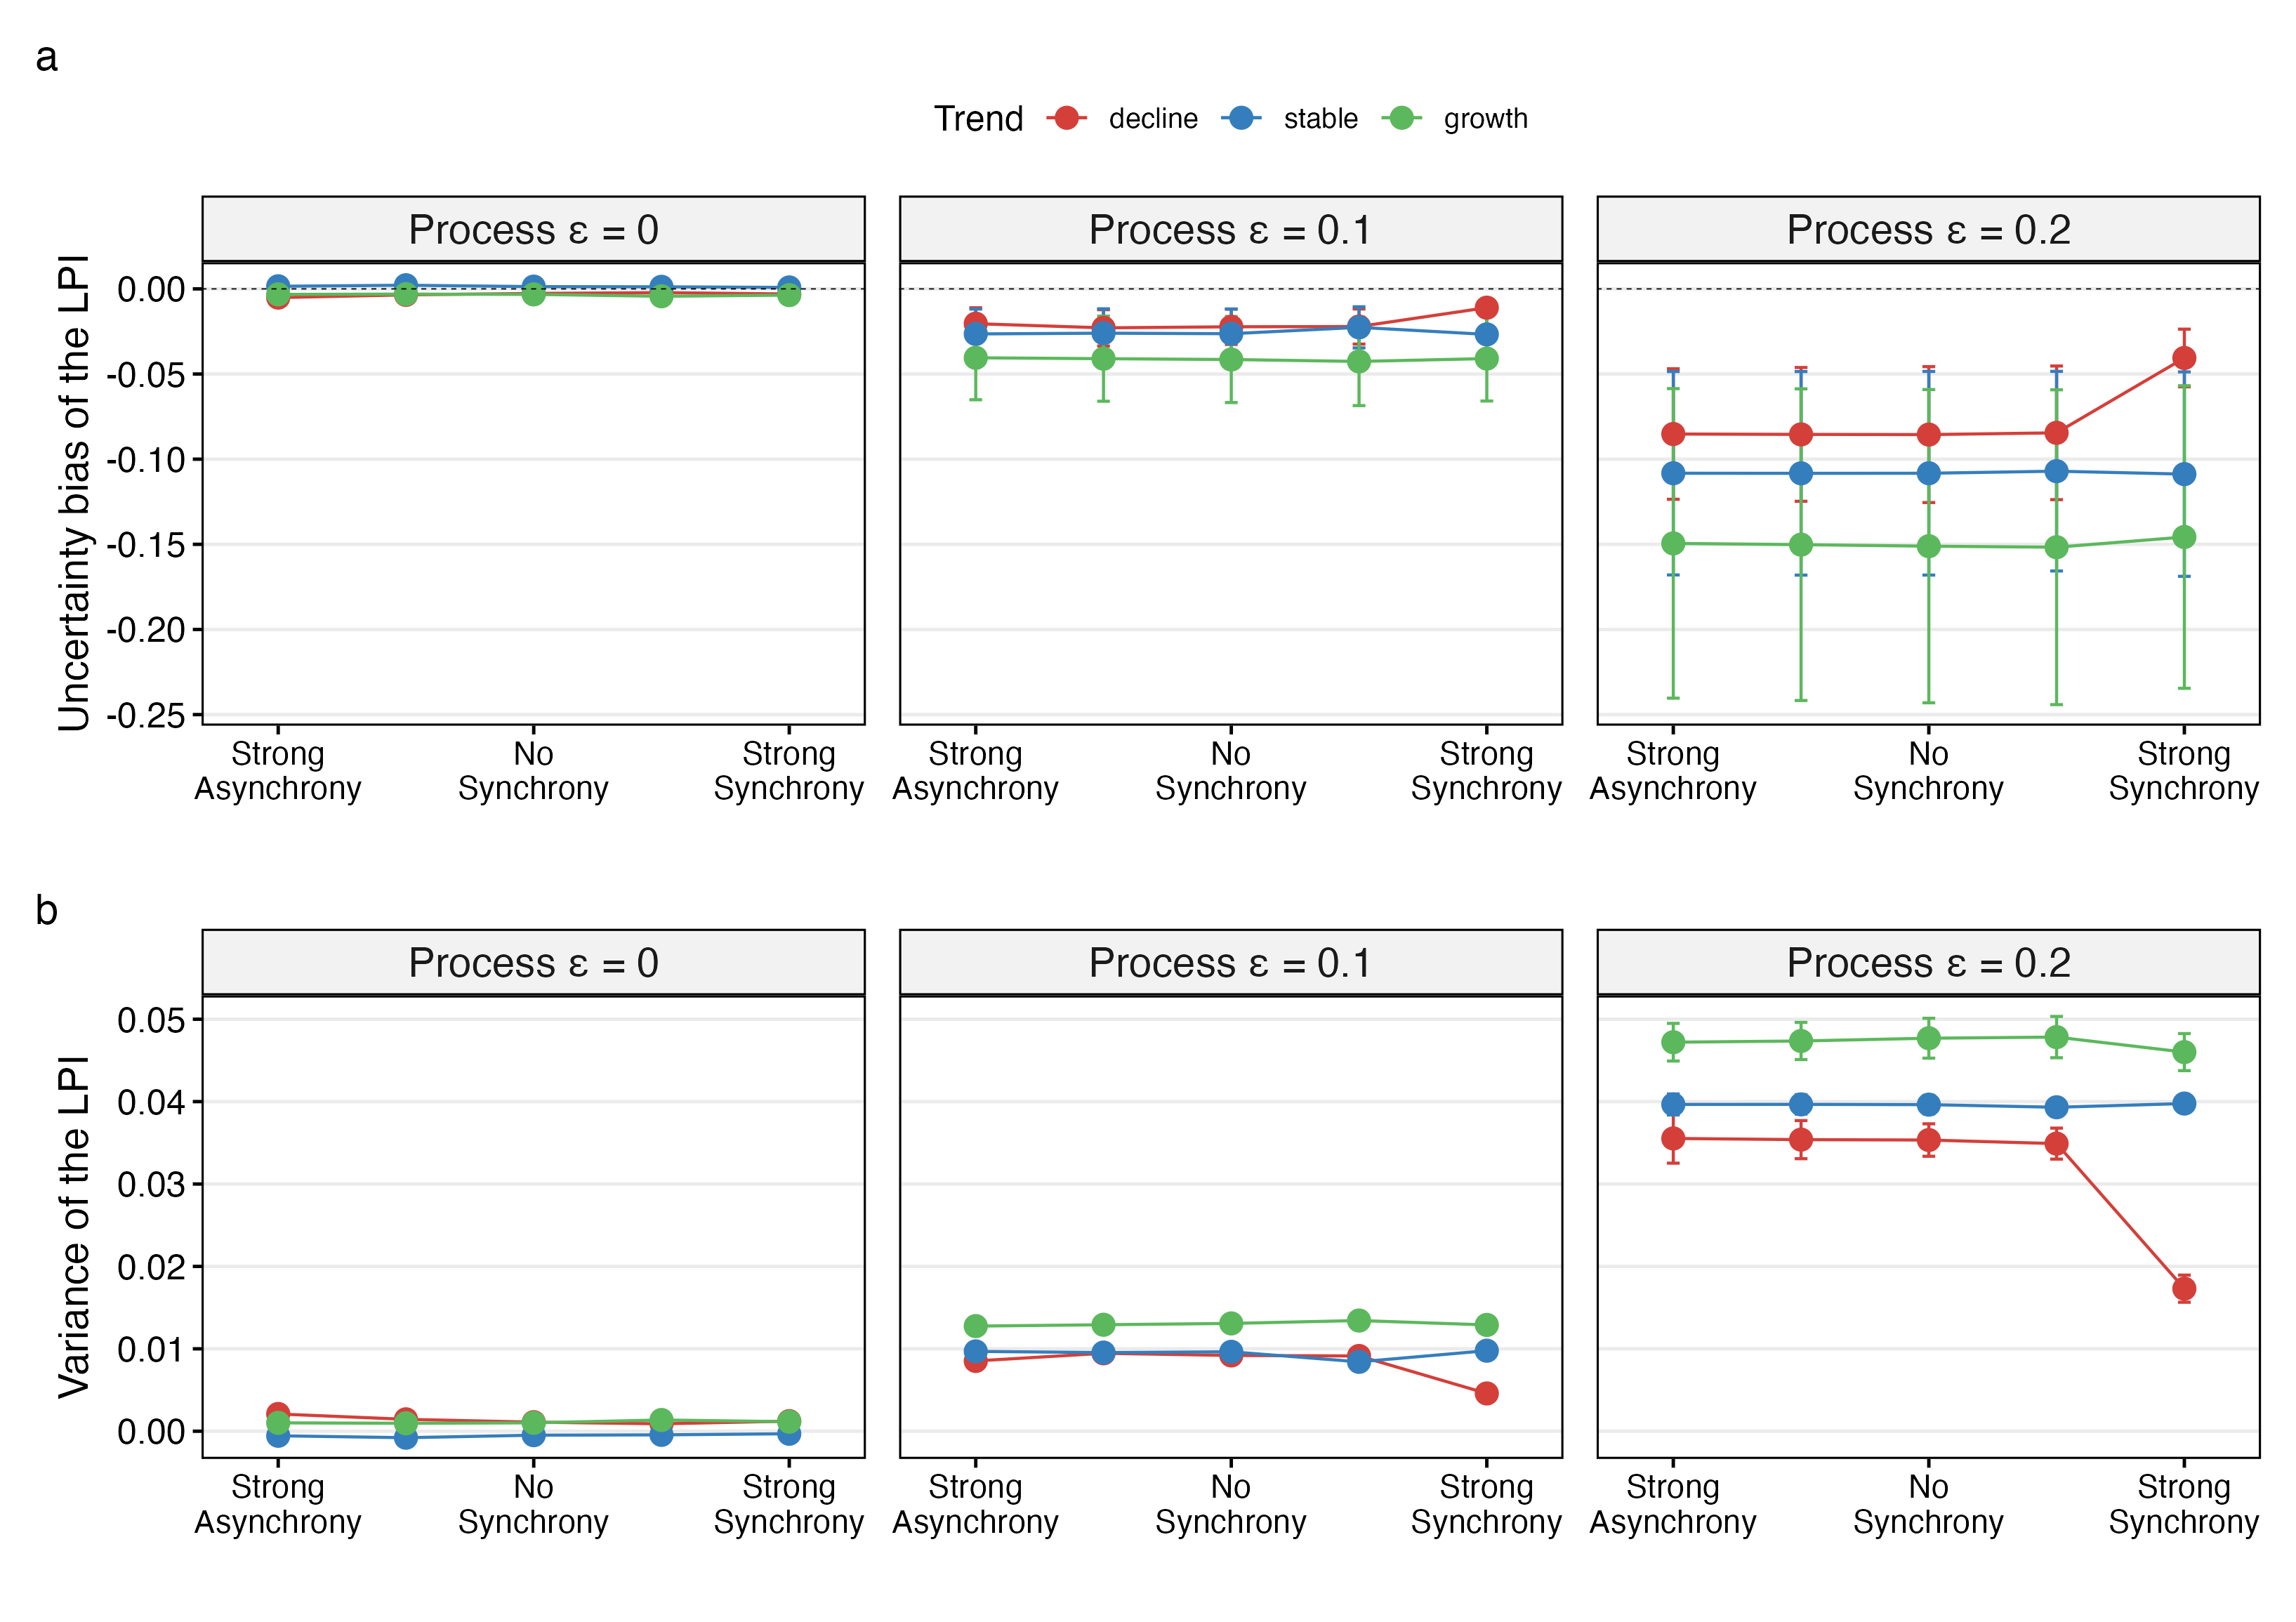 a
Trend decline stable growth
Process ε = 0
Process ε = 0.1
Process ε = 0.2
Uncertainty bias of the LPI
0.00
-0.05
-0.10
-0.15
-0.20
-0.25
Strong
Asynchrony
No
Synchrony
Strong
Synchrony
Strong
Asynchrony
No
Synchrony
Strong
Synchrony
Strong
Asynchrony
No
Synchrony
Strong
Synchrony
b
Process ε = 0
Process ε = 0.1
Process ε = 0.2
Variance of the LPI
0.05
0.04
0.03
0.02
0.01
0.00
Strong
Asynchrony
No
Synchrony
Strong
Synchrony
Strong
Asynchrony
No
Synchrony
Strong
Synchrony
Strong
Asynchrony
No
Synchrony
Strong
Synchrony